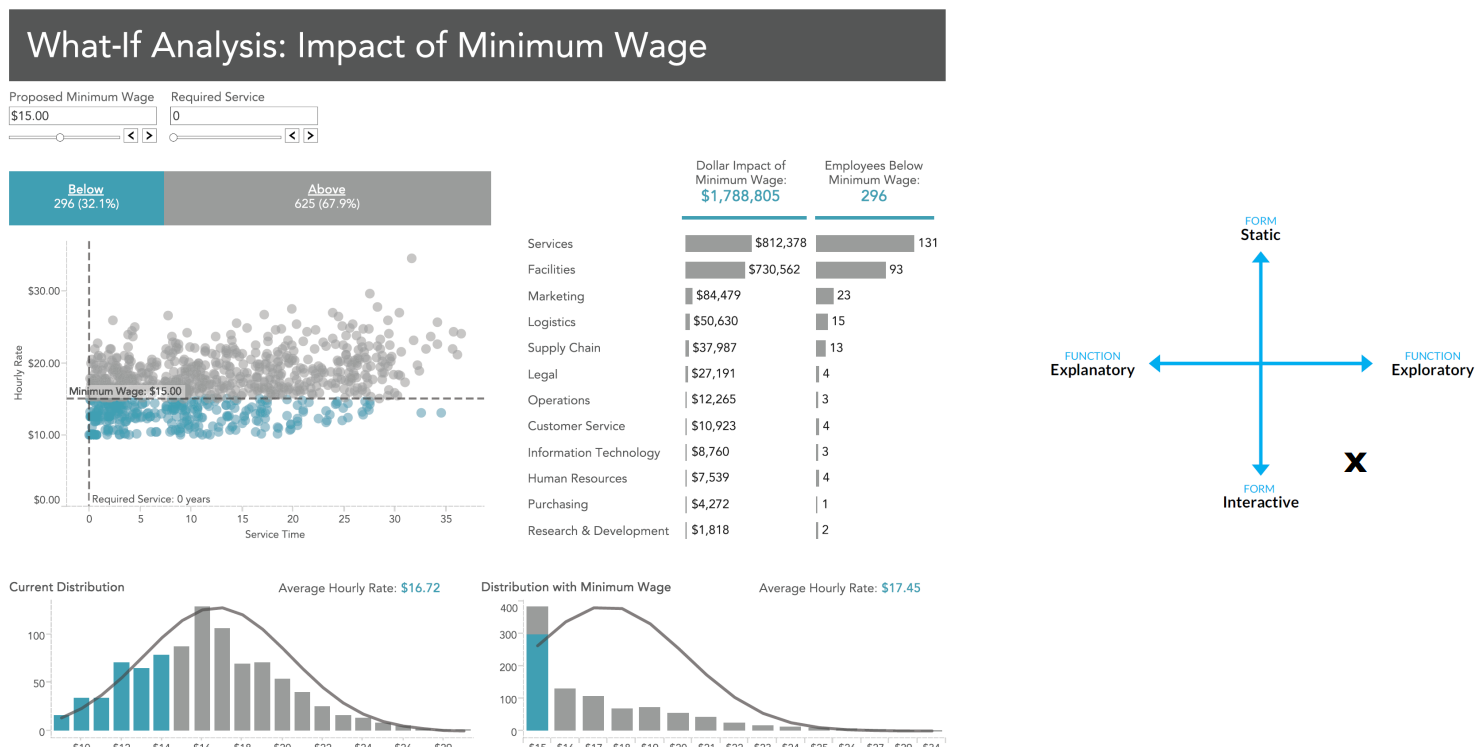 What-If Analysis: Impact of Minimum Wage
Proposed Minimum Wage
Required Service
$15.00
0
Below
296 (32.1%)
Above
625 (67.9%)
Hourly Rate
$30.00
$20.00
$10.00
$0.00
Minimum Wage: $15.00
Required Service: 0 years
0 5 10 15 20 25 30 35
Service Time
Dollar Impact of
Minimum Wage:
$1,788,805
Employees Below
Minimum Wage:
296
Services $812,378 131
Facilities $730,562 93
Marketing $84,479 23
Logistics $50,630 15
Supply Chain $37,987 13
Legal $27,191 4
Operations $12,265 3
Customer Service $10,923 4
Information Technology $8,760 3
Human Resources $7,539 4
Purchasing $4,272 1
Research & Development $1,818 2
Current Distribution
Average Hourly Rate: $16.72
100
50
0
Distribution with Minimum Wage
Average Hourly Rate: $17.45
400
300
200
100
0
FORM
Static
FUNCTION
Explanatory
FUNCTION
Exploratory
X
FORM
Interactive